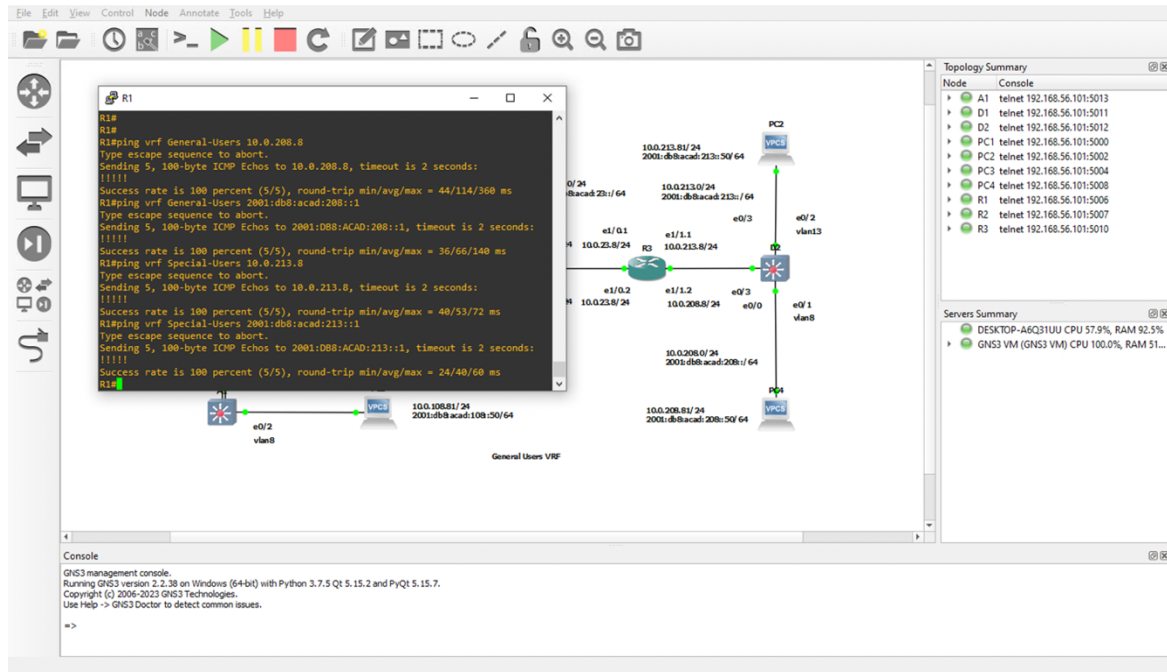 File Edit View Control Node Annotate Tools Help
R1
R1#
R1#
R1#ping vrf General-Users 10.0.208.8
Type escape sequence to abort.
Sending 5, 100-byte ICMP Echos to 10.0.208.8, timeout is 2 seconds:
!!!!!
Success rate is 100 percent (5/5), round-trip min/avg/max = 44/114/360 ms
R1#ping vrf General-Users 2001:db8:acad:208::1
Type escape sequence to abort.
Sending 5, 100-byte ICMP Echos to 2001:DB8:ACAD:208::1, timeout is 2 seconds:
!!!!!
Success rate is 100 percent (5/5), round-trip min/avg/max = 36/66/140 ms
R1#ping vrf Special-Users 10.0.213.8
Type escape sequence to abort.
Sending 5, 100-byte ICMP Echos to 10.0.213.8, timeout is 2 seconds:
!!!!!
Success rate is 100 percent (5/5), round-trip min/avg/max = 40/53/72 ms
R1#ping vrf Special-Users 2001:db8:acad:213::1
Type escape sequence to abort.
Sending 5, 100-byte ICMP Echos to 2001:DB8:ACAD:213::1, timeout is 2 seconds:
!!!!!
Success rate is 100 percent (5/5), round-trip min/avg/max = 24/40/60 ms
R1#
PC2
VPCS
10.0.213.81/24
2001:db8:acad:213::50/64
0/24
8:acad:23::/64
10.0.213.0/24
2001:db8:acad:213::/64
e0/3
e0/2
vlan13
e1/0.1
10.0.23.8/24
R3
e1/1.1
10.0.213.8/24
D2
e1/0.2
10.0.23.8/24
e1/1.2
10.0.208.8/24
e0/3
e0/0
e0/1
vlan8
10.0.208.0/24
2001:db8:acad:208::/64
PC4
VPCS
10.0.208.81/24
2001:db8:acad:208::50/64
VPCS
10.0.108.81/24
2001:db8:acad:108::50/64
e0/2
vlan8
General Users VRF
Topology Summary
Node Console
A1 telnet 192.168.56.101:5013
D1 telnet 192.168.56.101:5011
D2 telnet 192.168.56.101:5012
PC1 telnet 192.168.56.101:5000
PC2 telnet 192.168.56.101:5002
PC3 telnet 192.168.56.101:5004
PC4 telnet 192.168.56.101:5008
R1 telnet 192.168.56.101:5006
R2 telnet 192.168.56.101:5007
R3 telnet 192.168.56.101:5010
Servers Summary
DESKTOP-A6Q31UU CPU 57.9%, RAM 92.5%
GNS3 VM (GNS3 VM) CPU 100.0%, RAM 51...
Console
GNS3 management console.
Running GNS3 version 2.2.38 on Windows (64-bit) with Python 3.7.5 Qt 5.15.2 and PyQt 5.15.7.
Copyright (c) 2006-2023 GNS3 Technologies.
Use Help -> GNS3 Doctor to detect common issues.
=>